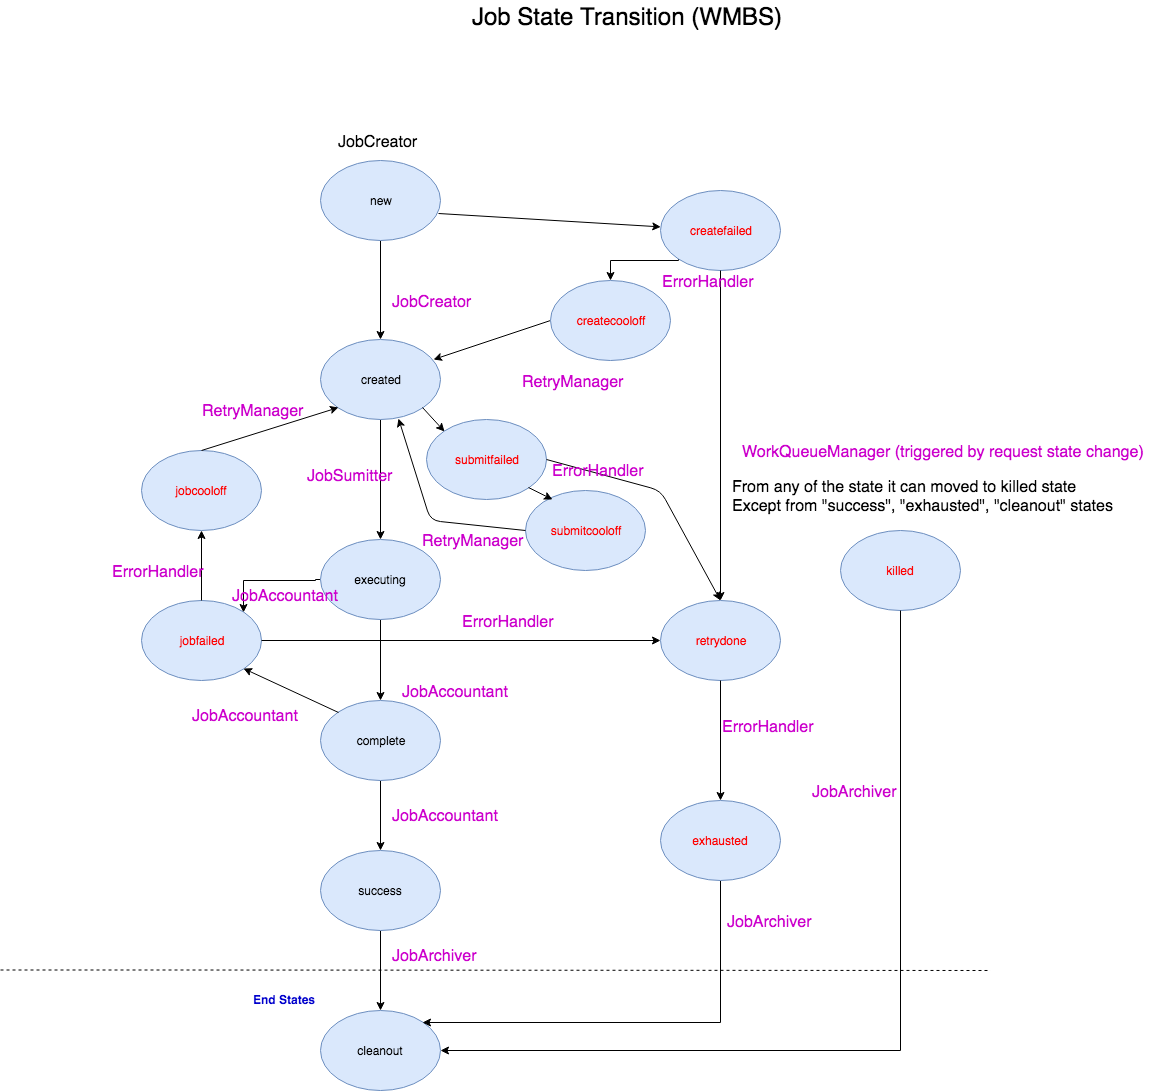 Job State Transition (WMBS)
JobCreator
new
createfailed
ErrorHandler
JobCreator
createcooloff
created
RetryManager
RetryManager
WorkQueueManager (triggered by request state change)
submitfailed
ErrorHandler
JobSumitter
From any of the state it can moved to killed state
Except from "success", "exhausted", "cleanout" states
jobcooloff
submitcooloff
RetryManager
ErrorHandler
killed
executing
JobAccountant
ErrorHandler
jobfailed
retrydone
JobAccountant
JobAccountant
ErrorHandler
complete
JobArchiver
JobAccountant
exhausted
success
JobArchiver
JobArchiver
End States
cleanout